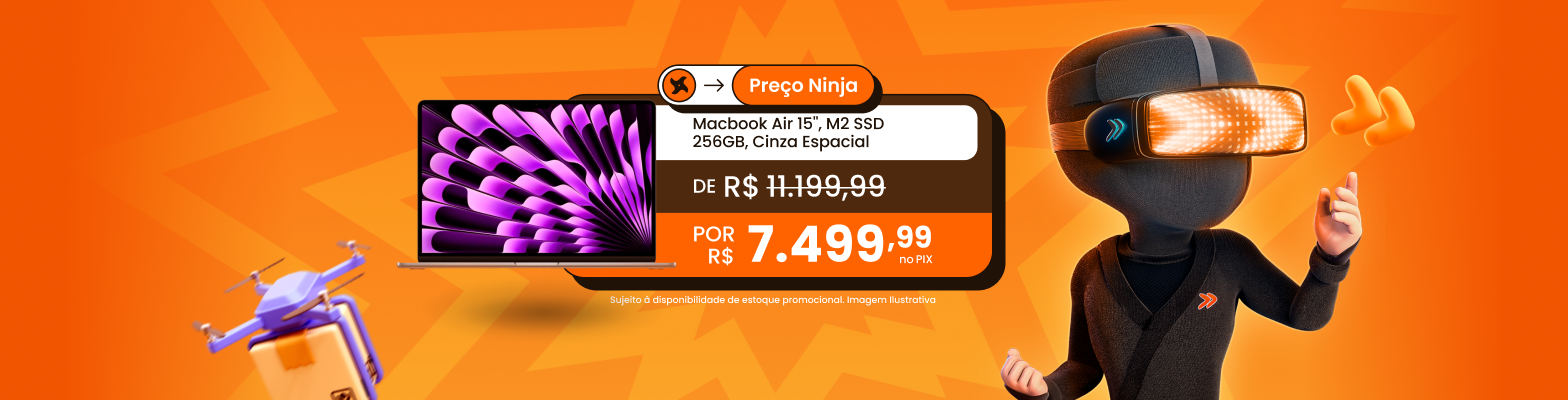 Preço Ninja
Macbook Air 15", M2 SSD
256GB, Cinza Espacial
DE R$ 11.199,99
POR
R$ 7.499,99
no PIX
Sujeito à disponibilidade de estoque promocional. Imagem Ilustrativa